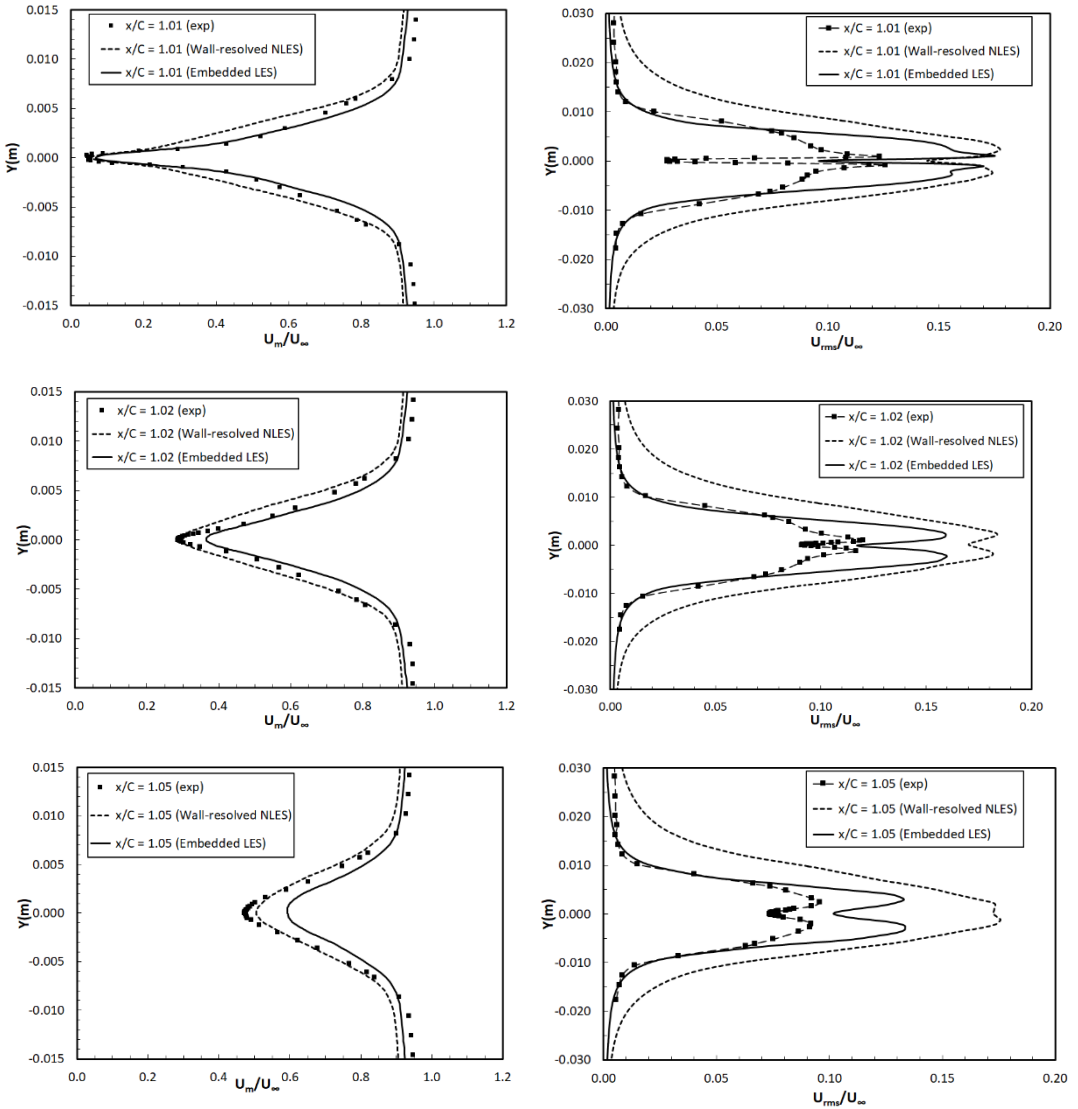 x/C = 1.01 (exp)
x/C = 1.01 (Wall-resolved NLES)
x/C = 1.01 (Embedded LES)
0.015
0.010
0.005
0.000
-0.005
-0.010
-0.015
Y(m)
0.0 0.2 0.4 0.6 0.8 1.0 1.2
Um/U∞
x/C = 1.01 (exp)
x/C = 1.01 (Wall-resolved NLES)
x/C = 1.01 (Embedded LES)
0.030
0.020
0.010
0.000
-0.010
-0.020
-0.030
Y(m)
0.00 0.05 0.10 0.15 0.20
Urms/U∞
x/C = 1.02 (exp)
x/C = 1.02 (Wall-resolved NLES)
x/C = 1.02 (Embedded LES)
0.015
0.010
0.005
0.000
-0.005
-0.010
-0.015
Y(m)
0.0 0.2 0.4 0.6 0.8 1.0 1.2
Um/U∞
x/C = 1.02 (exp)
x/C = 1.02 (Wall-resolved NLES)
x/C = 1.02 (Embedded LES)
0.030
0.020
0.010
0.000
-0.010
-0.020
-0.030
Y(m)
0.00 0.05 0.10 0.15 0.20
Urms/U∞
x/C = 1.05 (exp)
x/C = 1.05 (Wall-resolved NLES)
x/C = 1.05 (Embedded LES)
0.015
0.010
0.005
0.000
-0.005
-0.010
-0.015
Y(m)
0.0 0.2 0.4 0.6 0.8 1.0 1.2
Um/U∞
x/C = 1.05 (exp)
x/C = 1.05 (Wall-resolved NLES)
x/C = 1.05 (Embedded LES)
0.030
0.020
0.010
0.000
-0.010
-0.020
-0.030
Y(m)
0.00 0.05 0.10 0.15 0.20
Urms/U∞